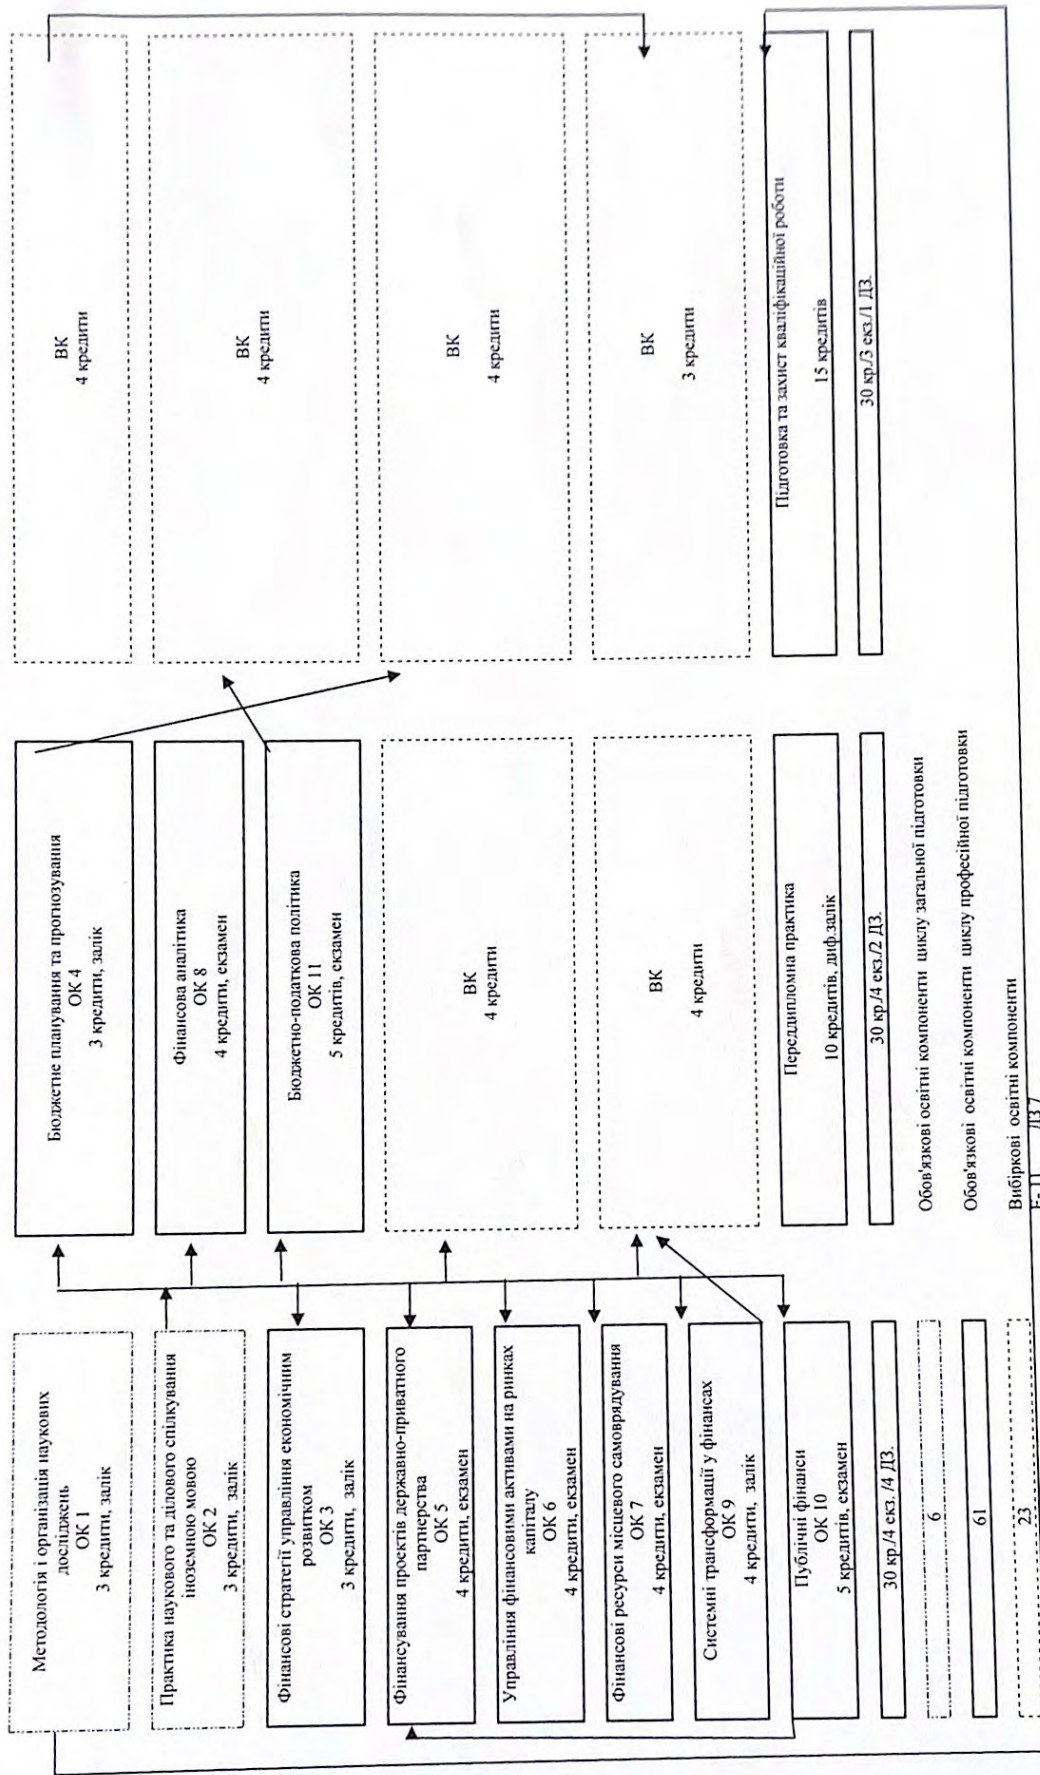 Методологія і організація наукових
досліджень
ОК 1
3 кредити, залік
Практика наукового та ділового спілкування
іноземною мовою
ОК 2
3 кредити, залік
Фінансові стратегії управління економічним
розвитком
ОК 3
3 кредити, залік
Фінансування проектів державно-приватного
партнерства
ОК 5
4 кредити, екзамен
Управління фінансовими активами на ринках
капіталу
ОК 6
4 кредити, екзамен
Фінансові ресурси місцевого самоврядування
ОК 7
4 кредити, екзамен
Системні трансформації у фінансах
ОК 9
4 кредити, залік
Публічні фінанси
ОК 10
5 кредитів, екзамен
30 кр./4 екз. /4 ДЗ.
Бюджетне планування та прогнозування
ОК 4
3 кредити, залік
Фінансова аналітика
ОК 8
4 кредити, екзамен
Бюджетно-податкова політика
ОК 11
5 кредитів, екзамен
ВК
4 кредити
ВК
4 кредити
Переддипломна практика
10 кредитів, диф.залік
30 кр./4 екз./2 ДЗ.
ВК
4 кредити
ВК
4 кредити
ВК
4 кредити
ВК
3 кредити
Підготовка та захист кваліфікаційної роботи
15 кредитів
30 кр./3 екз./1 ДЗ.
6
Обов'язкові освітні компоненти циклу загальної підготовки
61
Обов'язкові освітні компоненти циклу професійної підготовки
23
Вибіркові освітні компоненти